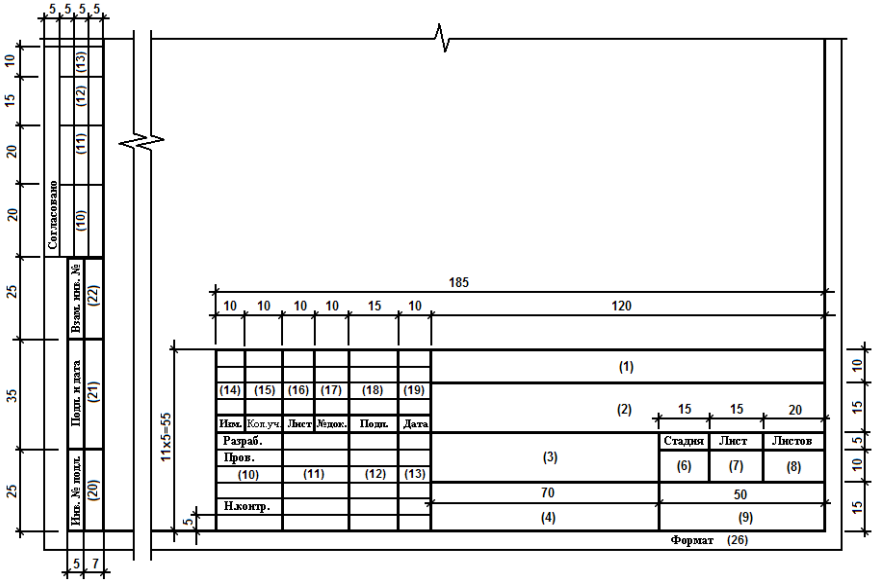 5 5 5 5
10
(13)
15
(12)
20
(11)
20
(10)
Согласовано
25
Взам. инв. №
(22)
35
Подп. и дата
(21)
25
Инв. № подл.
(20)
5 7
185
10 10 10 10 15 10 120
11х5=55
5
(1)
10
(14) (15) (16) (17) (18) (19)
(2)
15 15 20
15
Изм. Кол.уч. Лист №док. Подп. Дата
Разраб.
Стадия Лист Листов
5
Пров.
(3)
(6) (7) (8)
10
(10) (11) (12) (13)
70 50
Н.контр.
(4) (9)
15
Формат (26)